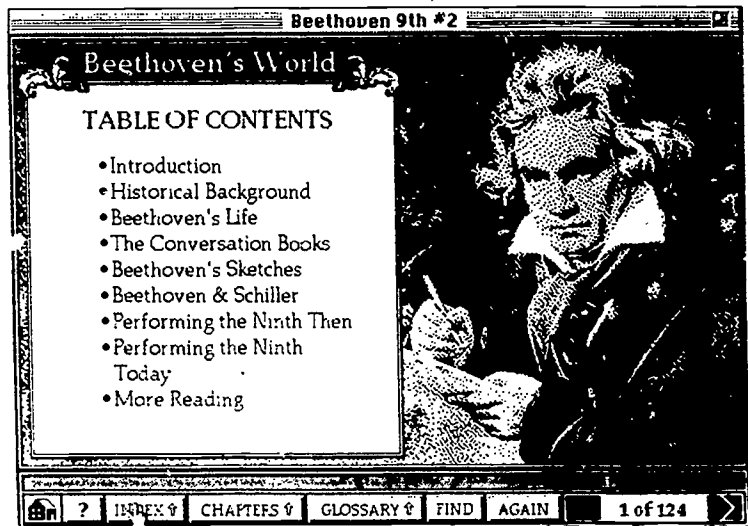 Beethoven 9th #2
Beethoven's World
TABLE OF CONTENTS
•Introduction
•Historical Background
•Beethoven's Life
•The Conversation Books
•Beethoven's Sketches
•Beethoven & Schiller
•Performing the Ninth Then
•Performing the Ninth
Today
•More Reading
? INDEX⇧ CHAPTERS⇧ GLOSSARY⇧ FIND AGAIN 1 of 124